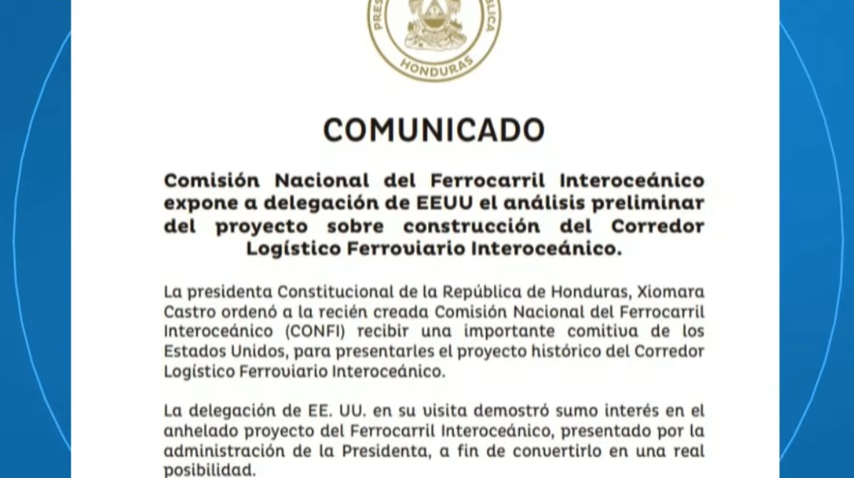 HONDURAS
COMUNICADO
Comisión Nacional del Ferrocarril Interoceánico
expone a delegación de EEUU el análisis preliminar
del proyecto sobre construcción del Corredor
Logístico Ferroviario Interoceánico.
La presidenta Constitucional de la República de Honduras, Xiomara
Castro ordenó a la recién creada Comisión Nacional del Ferrocarril
Interoceánico (CONFI) recibir una importante comitiva de los
Estados Unidos, para presentarles el proyecto histórico del Corredor
Logístico Ferroviario Interoceánico.
La delegación de EE. UU. en su visita demostró sumo interés en el
anhelado proyecto del Ferrocarril Interoceánico, presentado por la
administración de la Presidenta, a fin de convertirlo en una real
posibilidad.